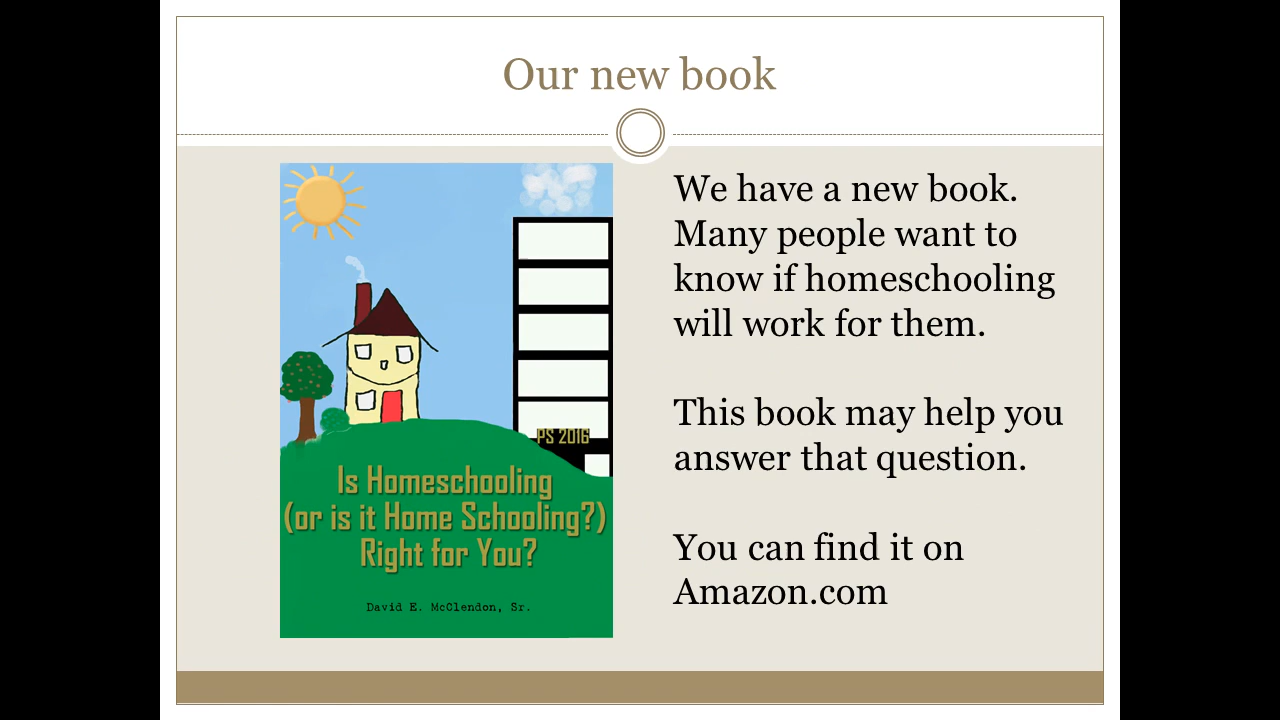 Our new book
PS 2016
Is Homeschooling
(or is it Home Schooling?)
Right for You?
David E. McClendon, Sr.
We have a new book.
Many people want to
know if homeschooling
will work for them.
This book may help you
answer that question.
You can find it on
Amazon.com